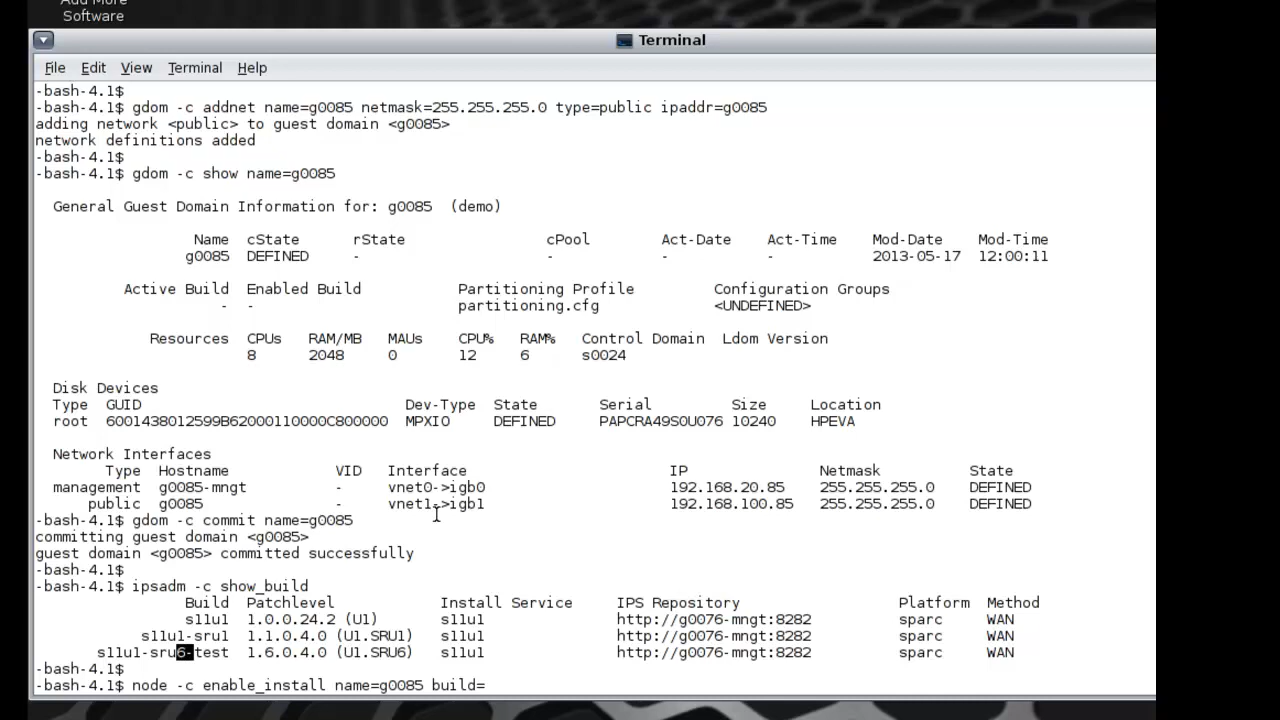 Add More
Software
Terminal
File Edit View Terminal Help
-bash-4.1$
-bash-4.1$ gdom -c addnet name=g0085 netmask=255.255.255.0 type=public ipaddr=g0085
adding network <public> to guest domain <g0085>
network definitions added
-bash-4.1$
-bash-4.1$ gdom -c show name=g0085
General Guest Domain Information for: g0085 (demo)
Name cState rState cPool Act-Date Act-Time Mod-Date Mod-Time
g0085 DEFINED - - - - 2013-05-17 12:00:11
Active Build Enabled Build Partitioning Profile Configuration Groups
- - partitioning.cfg <UNDEFINED>
Resources CPUs RAM/MB MAUs CPU% RAM% Control Domain Ldom Version
8 2048 0 12 6 s0024
Disk Devices
Type GUID Dev-Type State Serial Size Location
root 6001438012599B62000110000C800000 MPXIO DEFINED PAPCRA49S0U076 10240 HPEVA
Network Interfaces
Type Hostname VID Interface IP Netmask State
management g0085-mngt - vnet0->igb0 192.168.20.85 255.255.255.0 DEFINED
public g0085 - vnet1->igb1 192.168.100.85 255.255.255.0 DEFINED
-bash-4.1$ gdom -c commit name=g0085
committing guest domain <g0085>
guest domain <g0085> committed successfully
-bash-4.1$
-bash-4.1$ ipsadm -c show_build
Build Patchlevel Install Service IPS Repository Platform Method
s11u1 1.0.0.24.2 (U1) s11u1 http://g0076-mngt:8282 sparc WAN
s11u1-sru1 1.1.0.4.0 (U1.SRU1) s11u1 http://g0076-mngt:8282 sparc WAN
s11u1-sru6-test 1.6.0.4.0 (U1.SRU6) s11u1 http://g0076-mngt:8282 sparc WAN
-bash-4.1$
-bash-4.1$ node -c enable_install name=g0085 build=